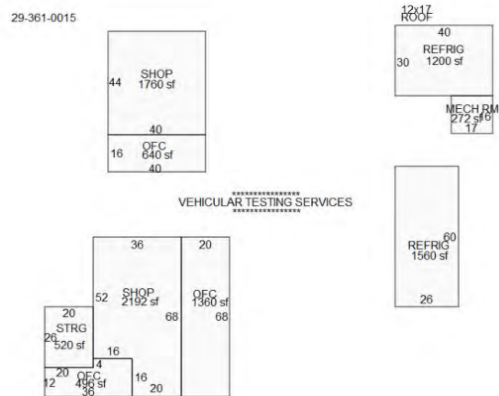 29-361-0015
12x17
ROOF
40
REFRIG
1200 sf
30
MECH RM
272 sf
16
17
SHOP
1760 sf
44
40
OFC
640 sf
16
40
***************
VEHICULAR TESTING SERVICES
***************
REFRIG
60
1560 sf
26
36
20
SHOP
2192 sf
52
68
OFC
1360 sf
68
20
STRG
520 sf
26
16
4
20
OFC
496 sf
12
16
36
20